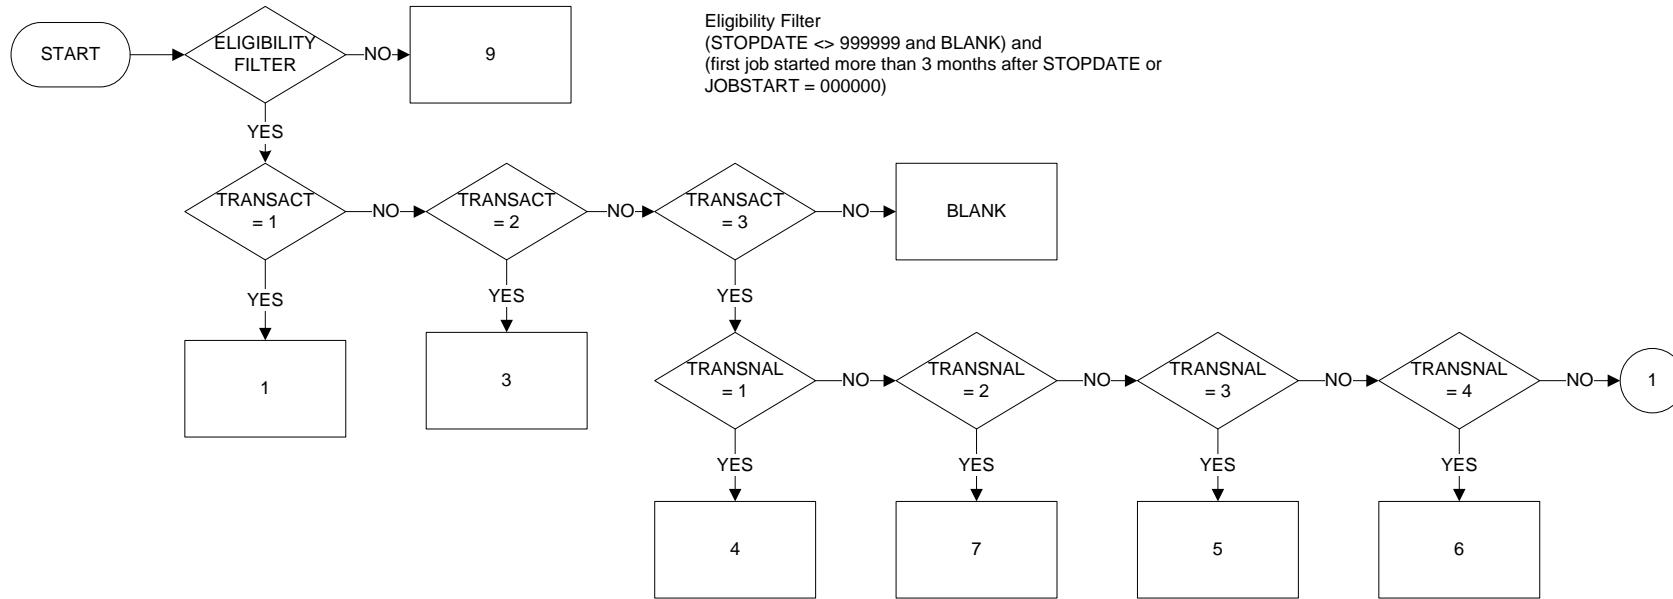 Eligibility Filter
(STOPDATE <> 999999 and BLANK) and
(first job started more than 3 months after STOPDATE or
JOBSTART = 000000)
START
ELIGIBILITY
FILTER
NO
9
YES
TRANSACT
= 1
NO
TRANSACT
= 2
NO
TRANSACT
= 3
NO
BLANK
YES
YES
YES
1
3
TRANSNAL
= 1
NO
TRANSNAL
= 2
NO
TRANSNAL
= 3
NO
TRANSNAL
= 4
NO
1
YES
YES
YES
YES
4
7
5
6